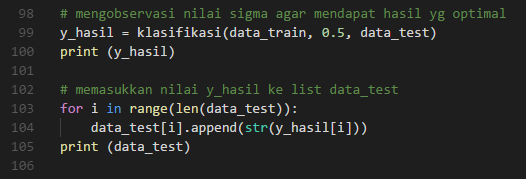 98 # mengobservasi nilai sigma agar mendapat hasil yg optimal
99 y_hasil = klasifikasi(data_train, 0.5, data_test)
100 print (y_hasil)
101
102 # memasukkan nilai y_hasil ke list data_test
103 for i in range(len(data_test)):
104     data_test[i].append(str(y_hasil[i]))
105 print (data_test)
106